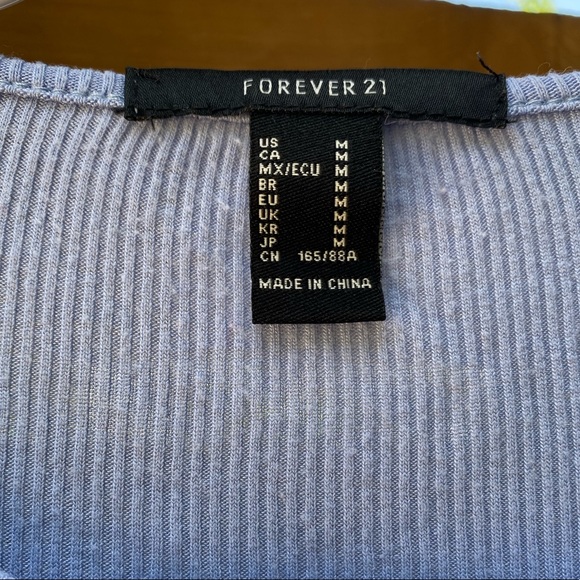 FOREVER 21
US M
CA M
MX/ECU M
BR M
EU M
UK M
KR M
JP M
CN 165/88A
MADE IN CHINA